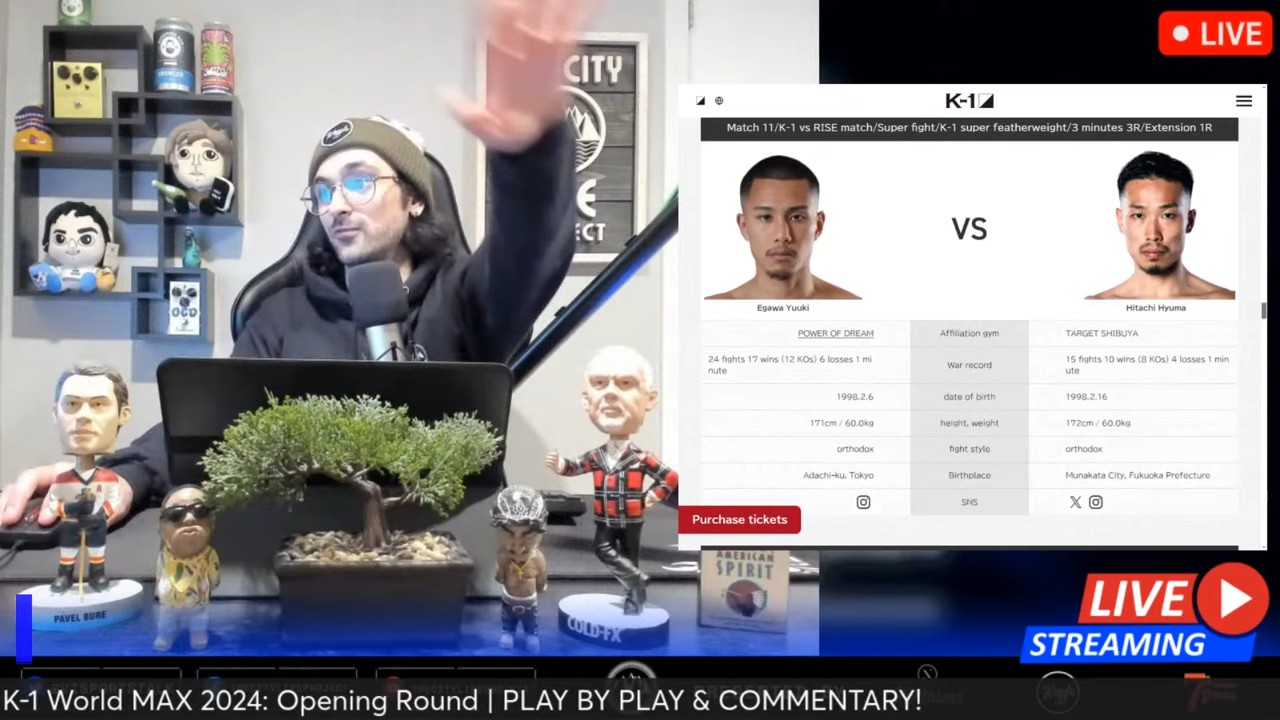 LIVE
CITY
E
ECT
OCD
K-1
Match 11/K-1 vs RISE match/Super fight/K-1 super featherweight/3 minutes 3R/Extension 1R
VS
Egawa Yuuki
Hitachi Hyuma
POWER OF DREAM
Affiliation gym
TARGET SHIBUYA
24 fights 17 wins (12 KOs) 6 losses 1 mi
nute
War record
15 fights 10 wins (8 KOs) 4 losses 1 min
ute
1998.2.6
date of birth
1998.2.16
171cm / 60.0kg
height, weight
172cm / 60.0kg
orthodox
fight style
orthodox
Adachi-ku, Tokyo
Birthplace
Munakata City, Fukuoka Prefecture
SNS
Purchase tickets
AMERICAN
SPIRIT
PAVEL BURE
COLD-FX
LIVE
STREAMING
K-1 World MAX 2024: Opening Round | PLAY BY PLAY & COMMENTARY!